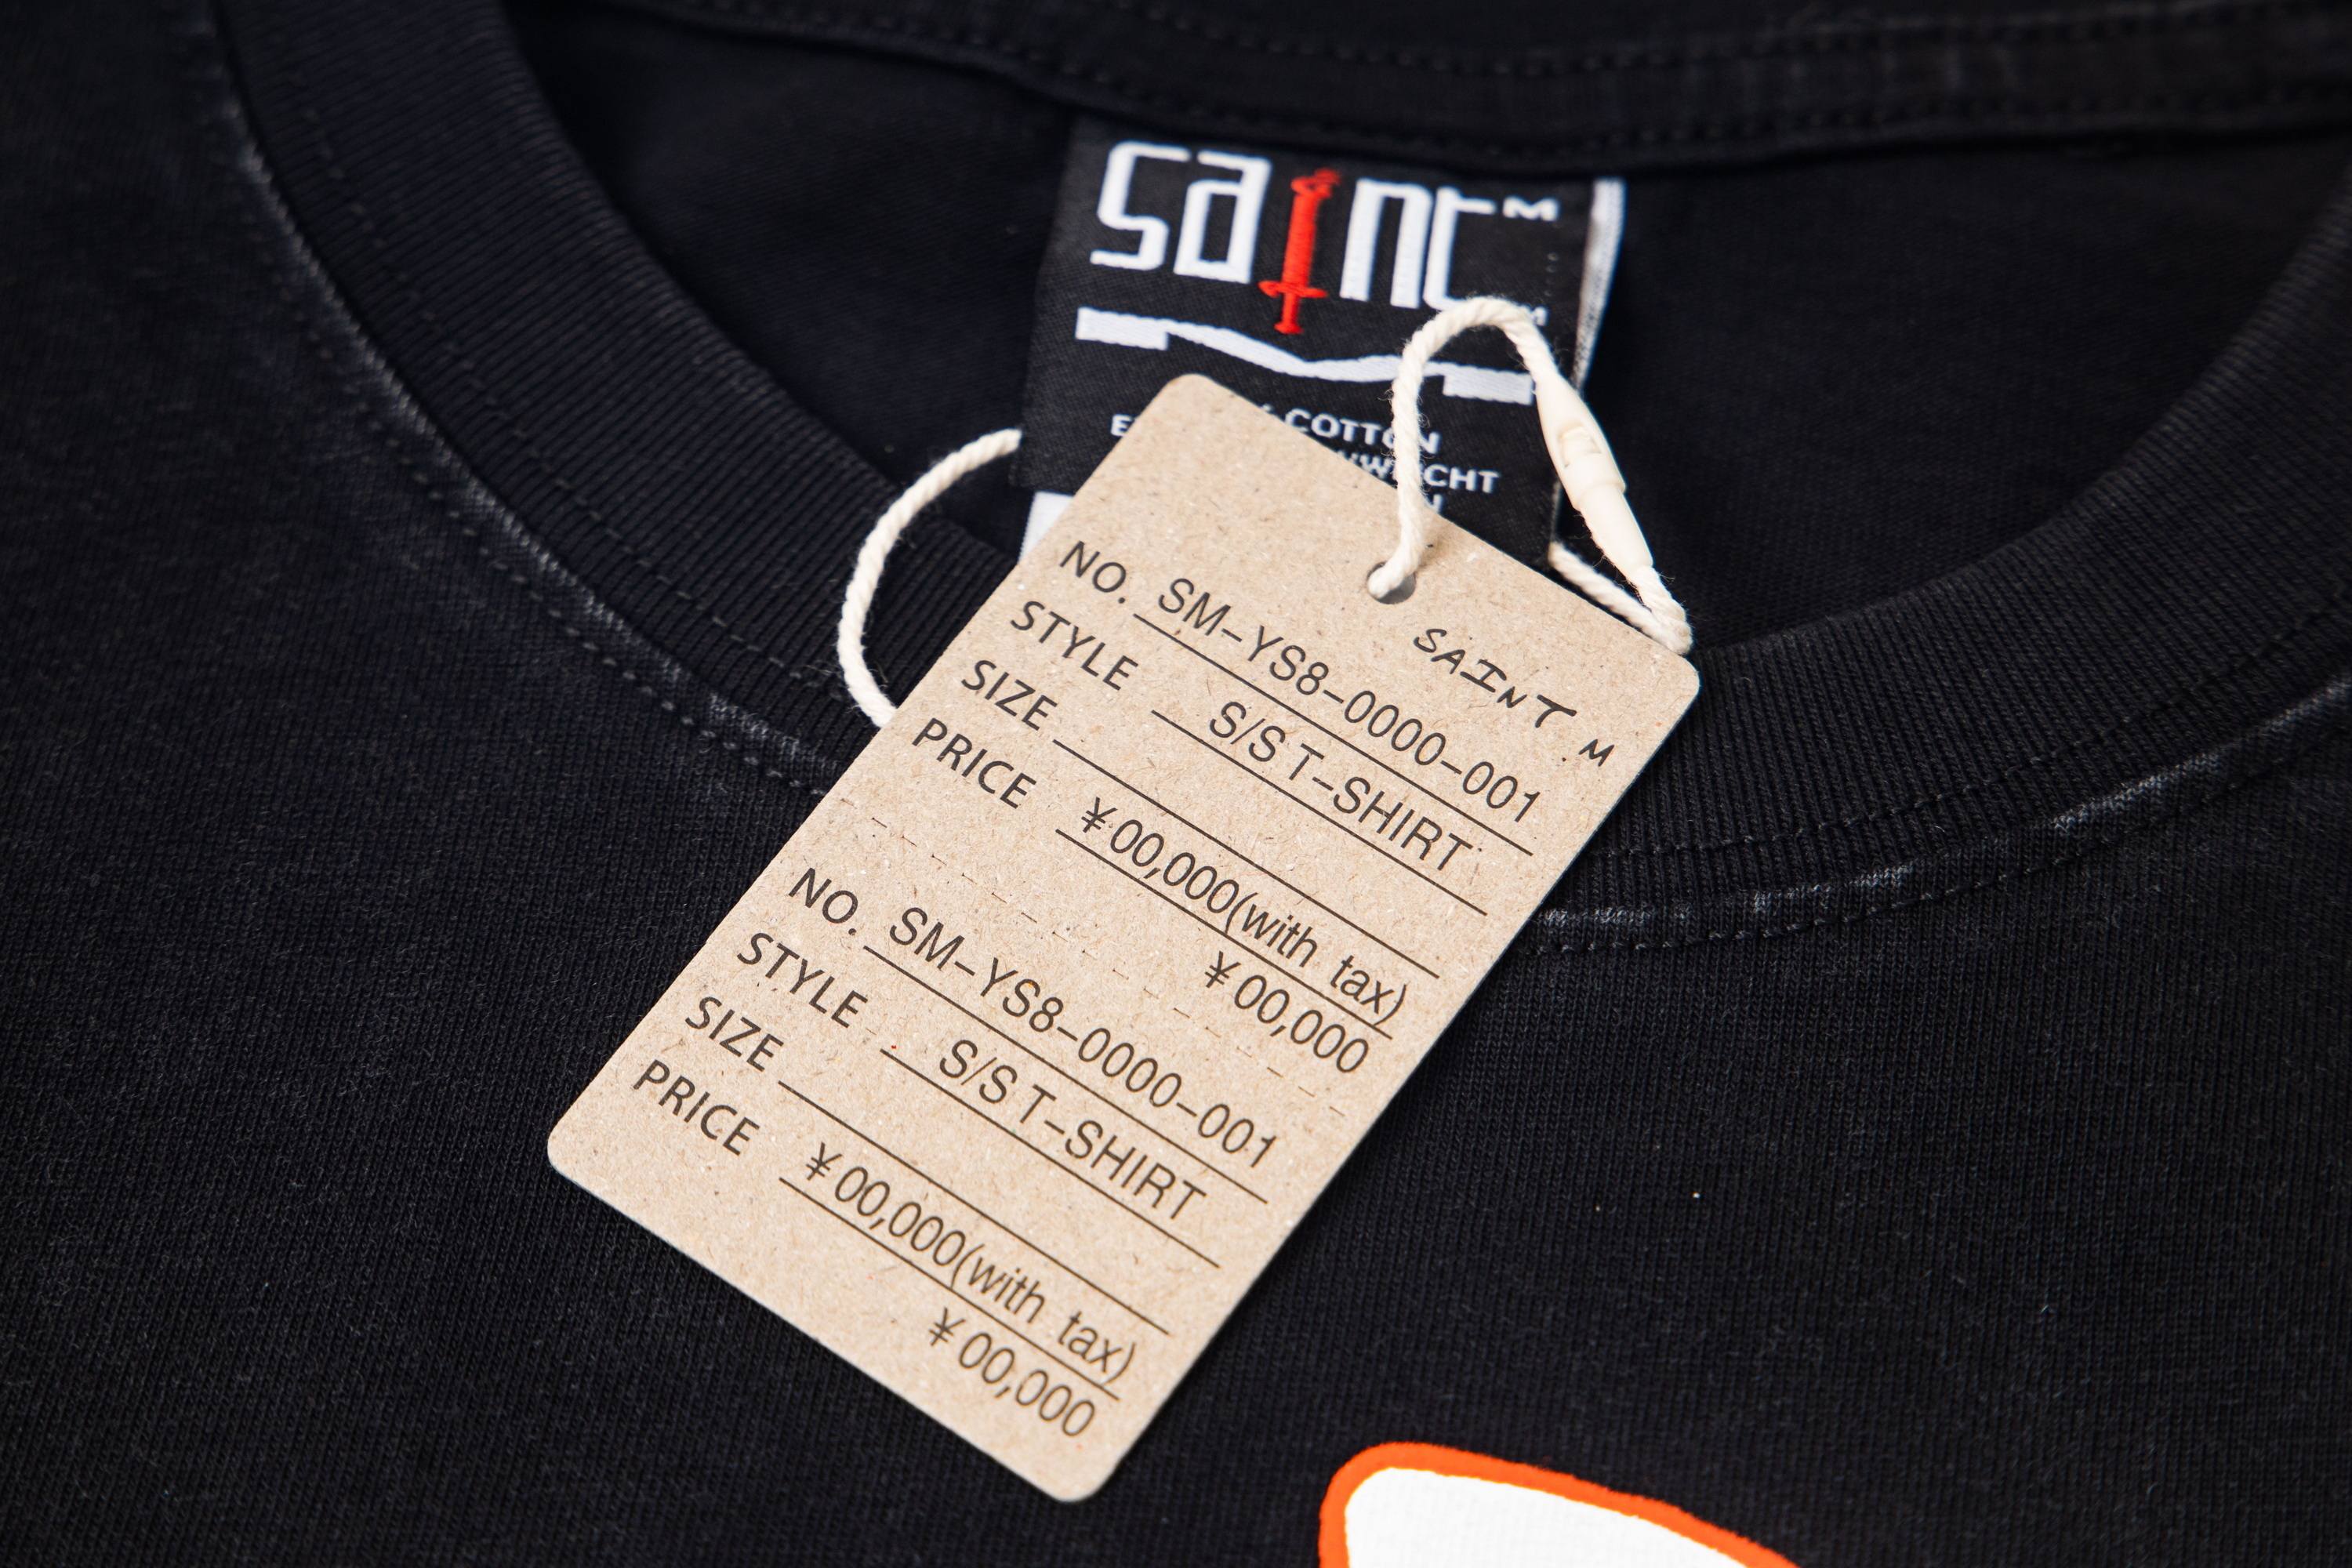 saint M
COTTON
SAINT M
NO. SM-YS8-0000-001
STYLE S/S T-SHIRT
SIZE
PRICE ¥00,000(with tax)
¥00,000
NO. SM-YS8-0000-001
STYLE S/S T-SHIRT
SIZE
PRICE ¥00,000(with tax)
¥00,000